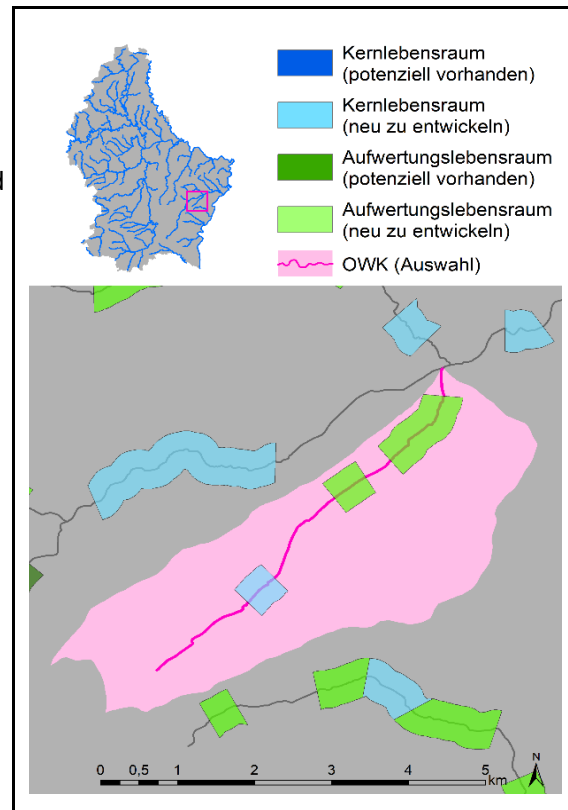 Kernlebensraum
(potenziell vorhanden)
Kernlebensraum
(neu zu entwickeln)
Aufwertungslebensraum
(potenziell vorhanden)
Aufwertungslebensraum
(neu zu entwickeln)
OWK (Auswahl)
d
0 0,5 1 2 3 4 5
km
N